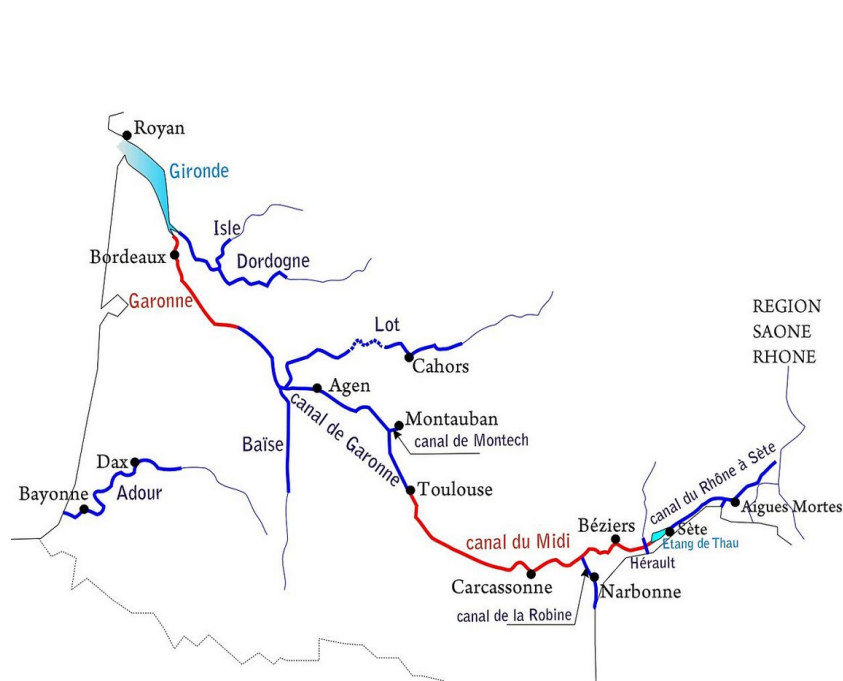 Royan
Gironde
Isle
Bordeaux
Dordogne
Garonne
REGION
SAONE
RHONE
Lot
Cahors
Agen
canal de Garonne
Montauban
canal de Montech
Baïse
canal du Rhône à Sète
Dax
Adour
Bayonne
Toulouse
Aigues Mortes
Béziers
Sète
canal du Midi
Etang de Thau
Hérault
Carcassonne
Narbonne
canal de la Robine